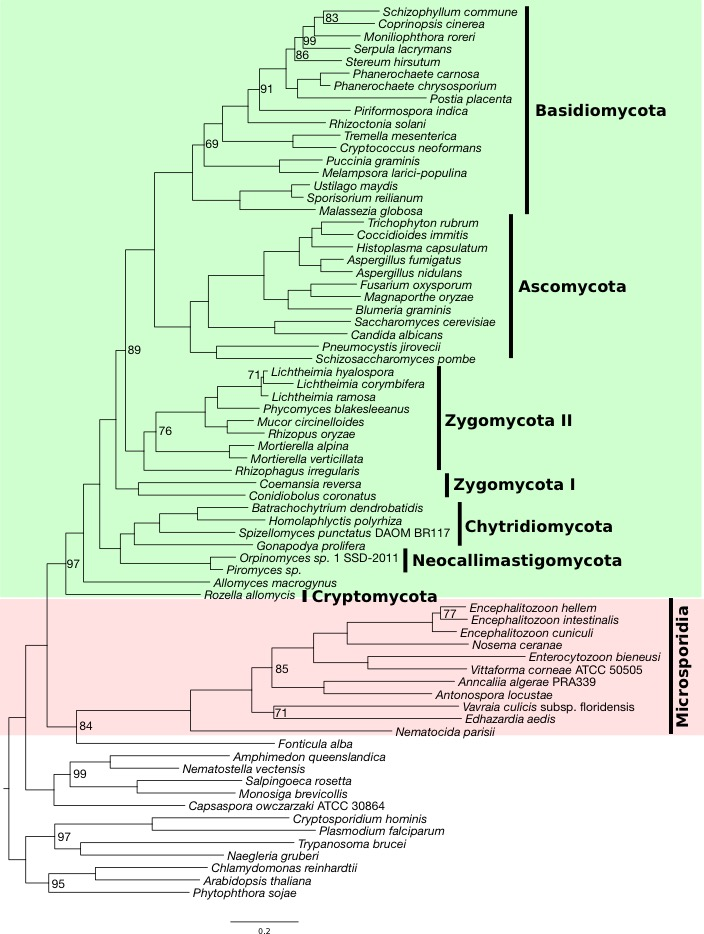 Schizophyllum commune
83
Coprinopsis cinerea
Moniliophthora roreri
99
Serpula lacrymans
86
Stereum hirsutum
Phanerochaete carnosa
91
Phanerochaete chrysosporium
Postia placenta
Piriformospora indica
Basidiomycota
Rhizoctonia solani
Tremella mesenterica
69
Cryptococcus neoformans
Puccinia graminis
Melampsora larici-populina
Ustilago maydis
Sporisorium reilianum
Malassezia globosa
Trichophyton rubrum
Coccidioides immitis
Histoplasma capsulatum
Aspergillus fumigatus
Aspergillus nidulans
Fusarium oxysporum
Ascomycota
Magnaporthe oryzae
Blumeria graminis
Saccharomyces cerevisiae
Candida albicans
89
Pneumocystis jirovecii
Schizosaccharomyces pombe
71
Lichtheimia hyalospora
Lichtheimia corymbifera
Lichtheimia ramosa
Phycomyces blakesleeanus
Mucor circinelloides
Zygomycota II
76
Rhizopus oryzae
Mortierella alpina
Mortierella verticillata
Rhizophagus irregularis
Coemansia reversa
Zygomycota I
Conidiobolus coronatus
Batrachochytrium dendrobatidis
Homolaphlyctis polyrhiza
Chytridiomycota
Spizellomyces punctatus DAOM BR117
Gonapodya prolifera
Orpinomyces sp. 1 SSD-2011
Neocallimastigomycota
97
Piromyces sp.
Allomyces macrogynus
Rozella allomycis
Cryptomycota
Encephalitozoon hellem
77
Encephalitozoon intestinalis
Encephalitozoon cuniculi
Nosema ceranae
Enterocytozoon bieneusi
85
Vittaforma corneae ATCC 50505
Microsporidia
Anncaliia algerae PRA339
Antonospora locustae
Vavraia culicis subsp. floridensis
71
Edhazardia aedis
84
Nematocida parisii
Fonticula alba
Amphimedon queenslandica
Nematostella vectensis
99
Salpingoeca rosetta
Monosiga brevicollis
Capsaspora owczarzaki ATCC 30864
Cryptosporidium hominis
Plasmodium falciparum
97
Trypanosoma brucei
Naegleria gruberi
Chlamydomonas reinhardtii
95
Arabidopsis thaliana
Phytophthora sojae
0.2